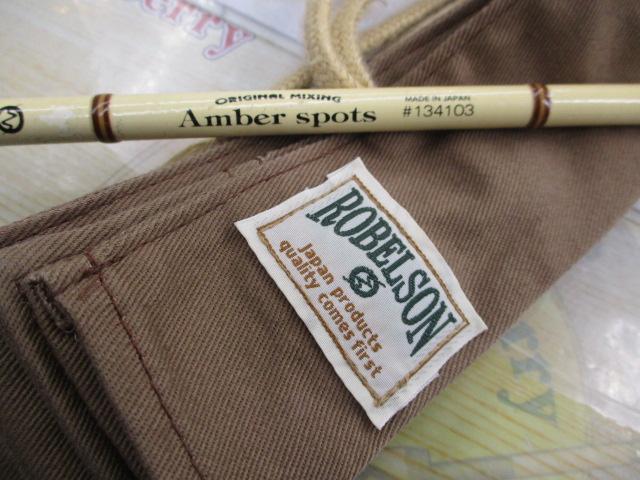 ORIGINAL MIXING
Amber spots
MADE IN JAPAN
#134103
ROBELSON
Japan products
quality comes first